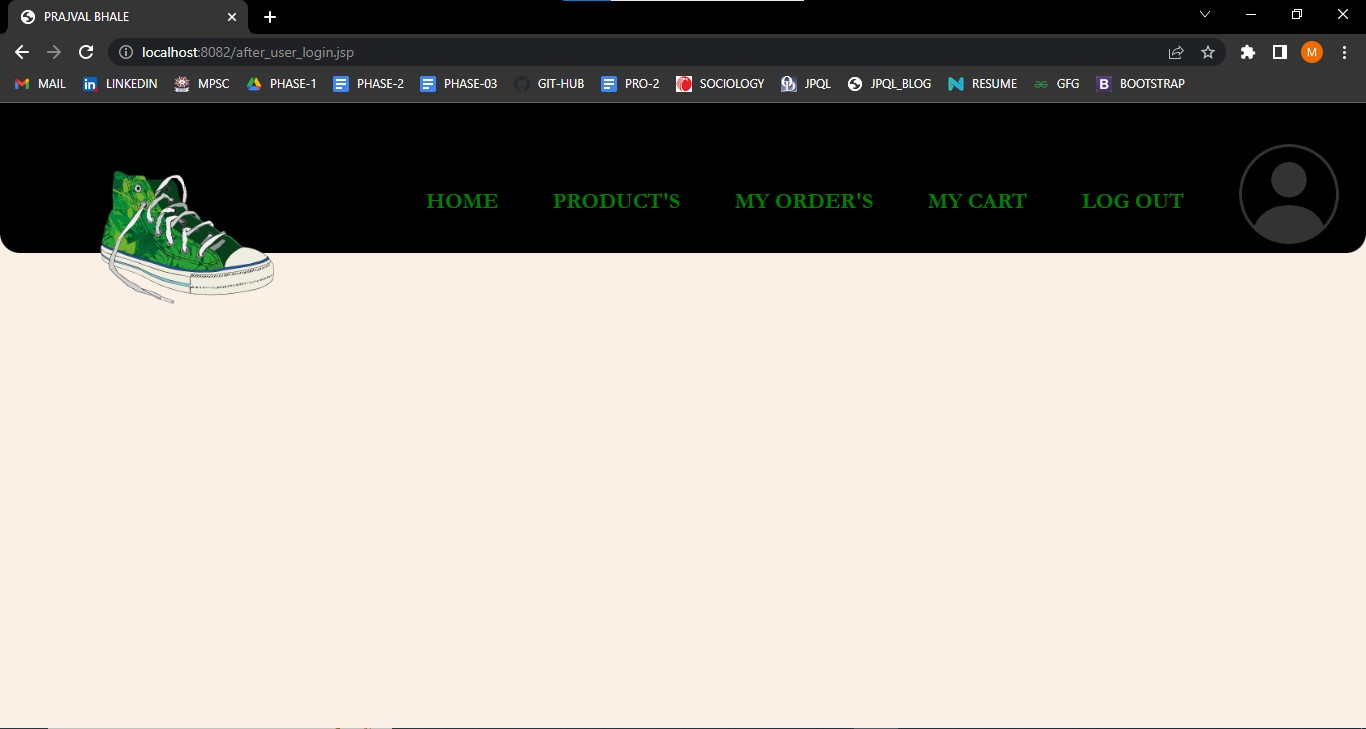 PRAJVAL BHALE
localhost:8082/after_user_login.jsp
M
MAIL LINKEDIN MPSC PHASE-1 PHASE-2 PHASE-03 GIT-HUB PRO-2 SOCIOLOGY JPQL JPQL_BLOG RESUME GFG BOOTSTRAP
HOME PRODUCT'S MY ORDER'S MY CART LOG OUT